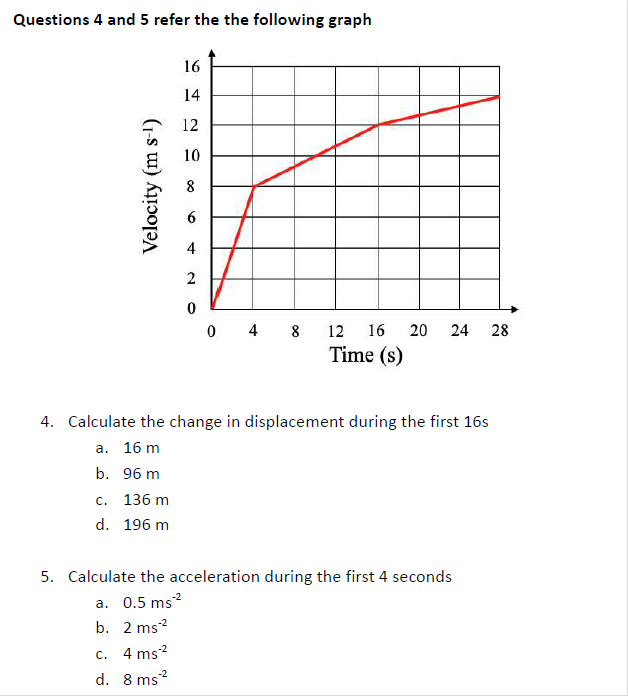 Questions 4 and 5 refer the the following graph
16
14
12
10
8
6
4
2
0
Velocity (m s⁻¹)
0 4 8 12 16 20 24 28
Time (s)
4. Calculate the change in displacement during the first 16s
a. 16 m
b. 96 m
c. 136 m
d. 196 m
5. Calculate the acceleration during the first 4 seconds
a. 0.5 ms⁻²
b. 2 ms⁻²
c. 4 ms⁻²
d. 8 ms⁻²